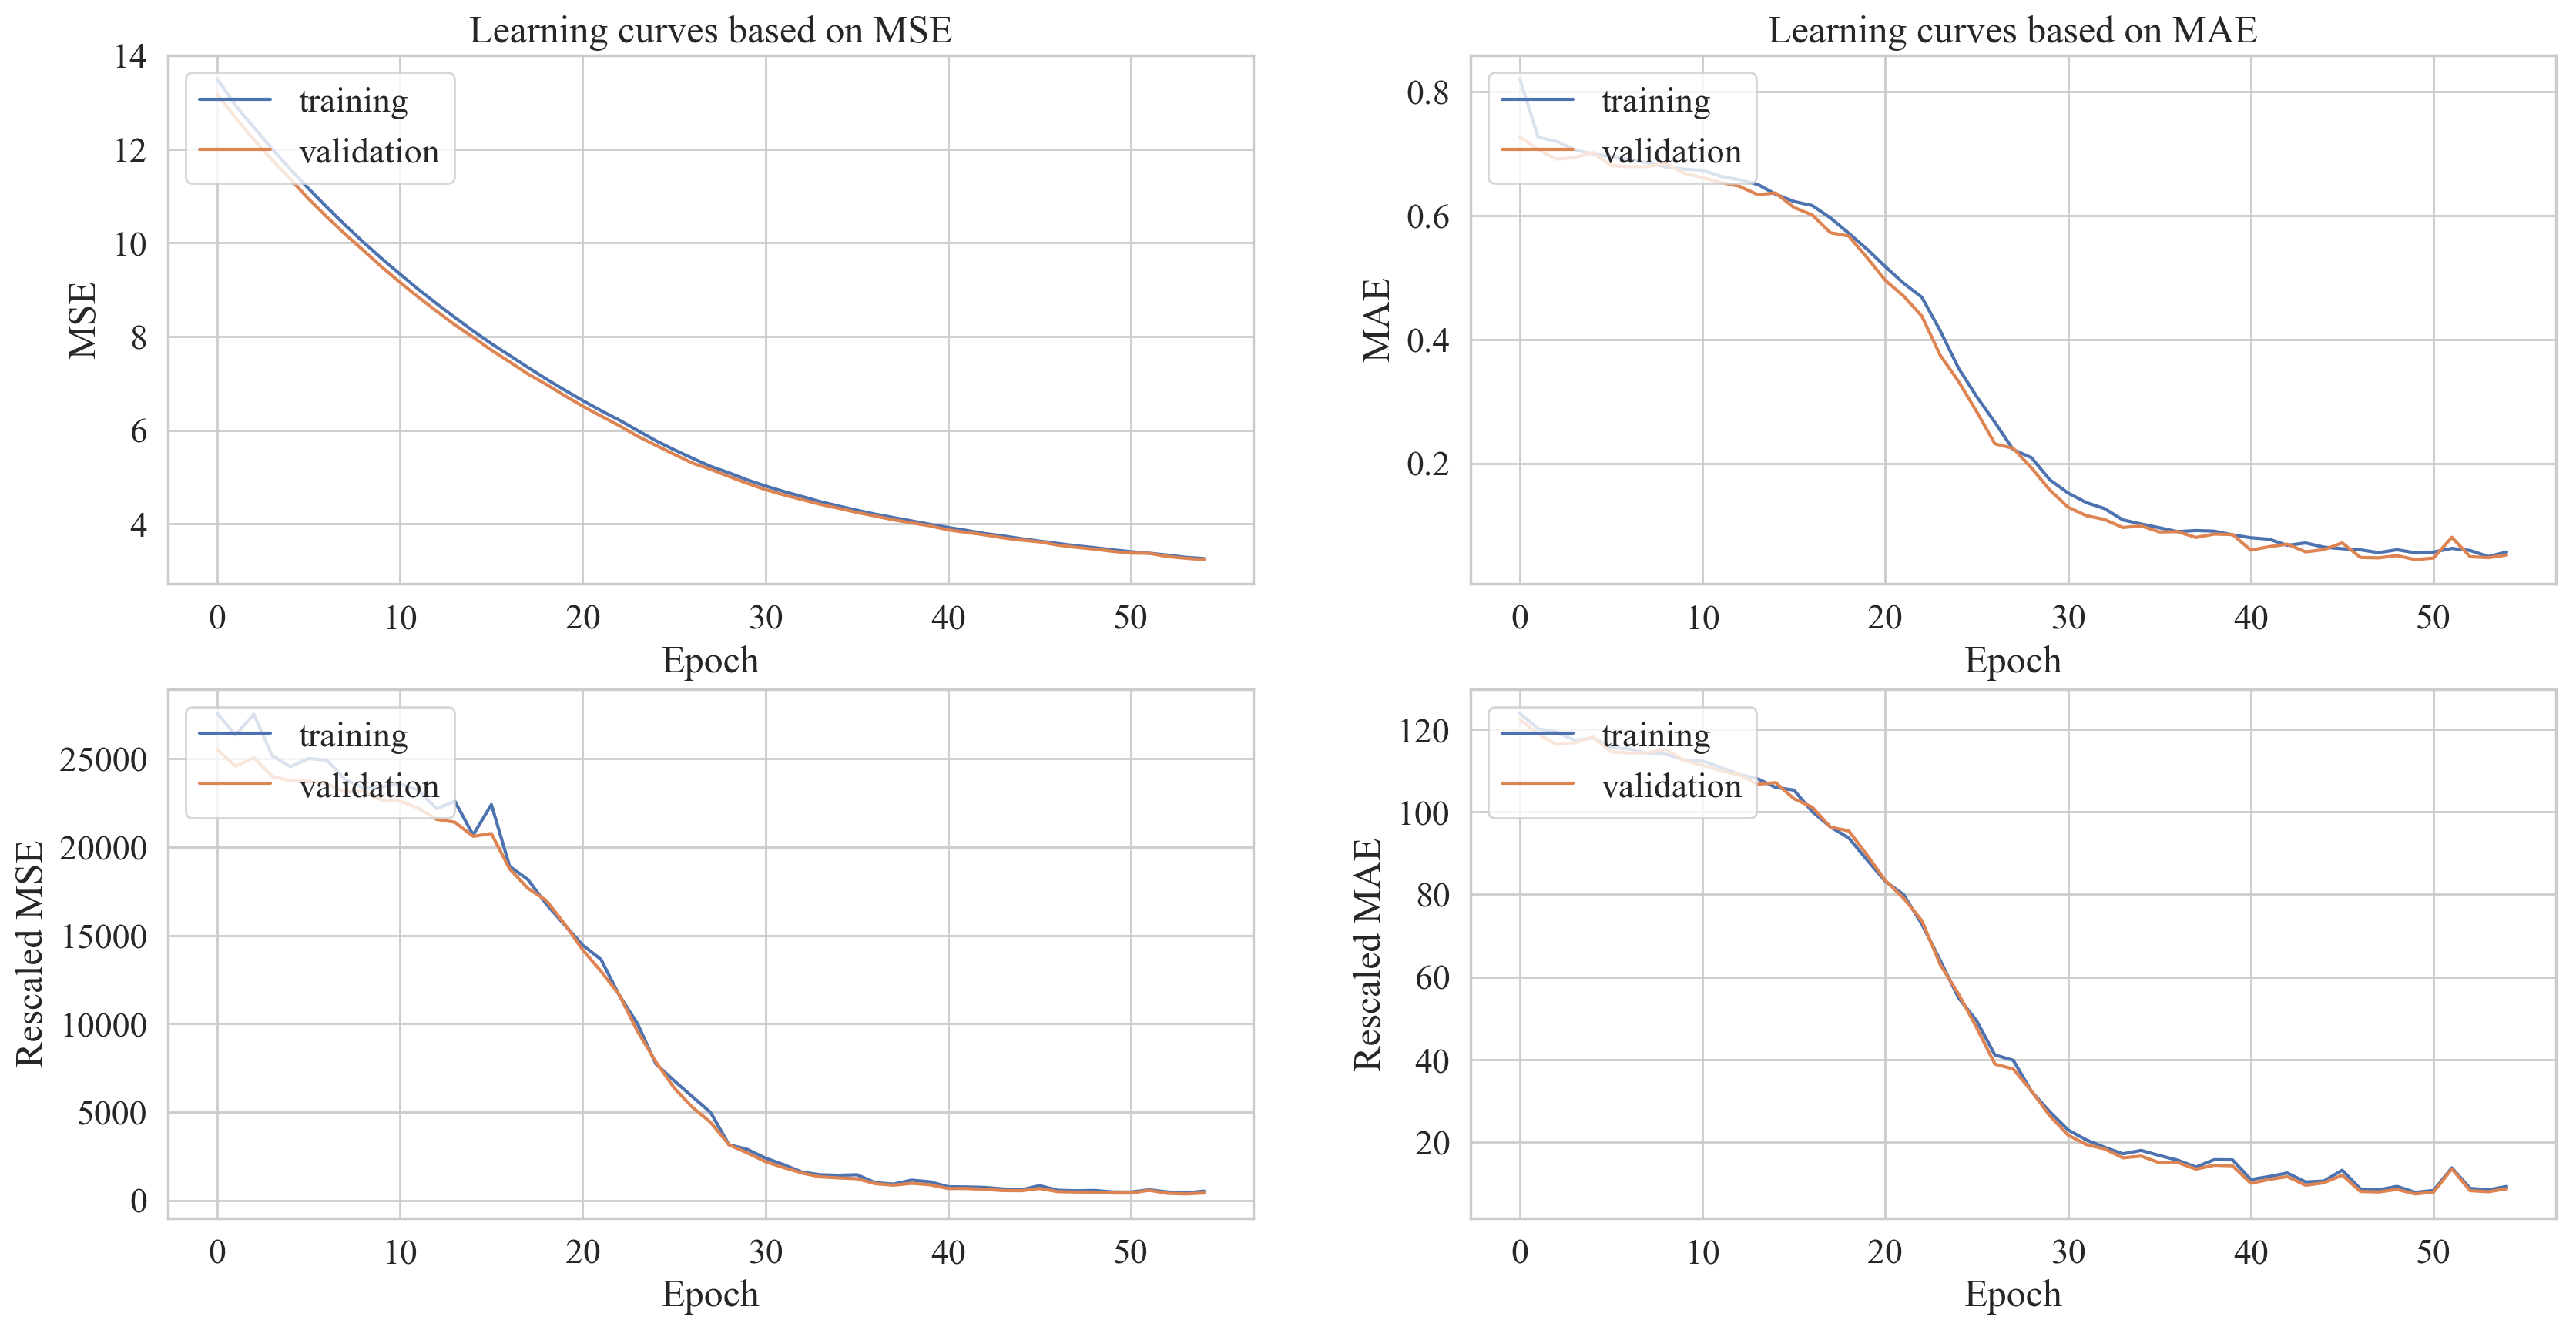 Learning curves based on MSE
14
12
10
8
6
4
MSE
training
validation
0 10 20 30 40 50
Epoch
Learning curves based on MAE
0.8
0.6
0.4
0.2
MAE
training
validation
0 10 20 30 40 50
Epoch
25000
20000
15000
10000
5000
0
Rescaled MSE
training
validation
0 10 20 30 40 50
Epoch
120
100
80
60
40
20
Rescaled MAE
training
validation
0 10 20 30 40 50
Epoch